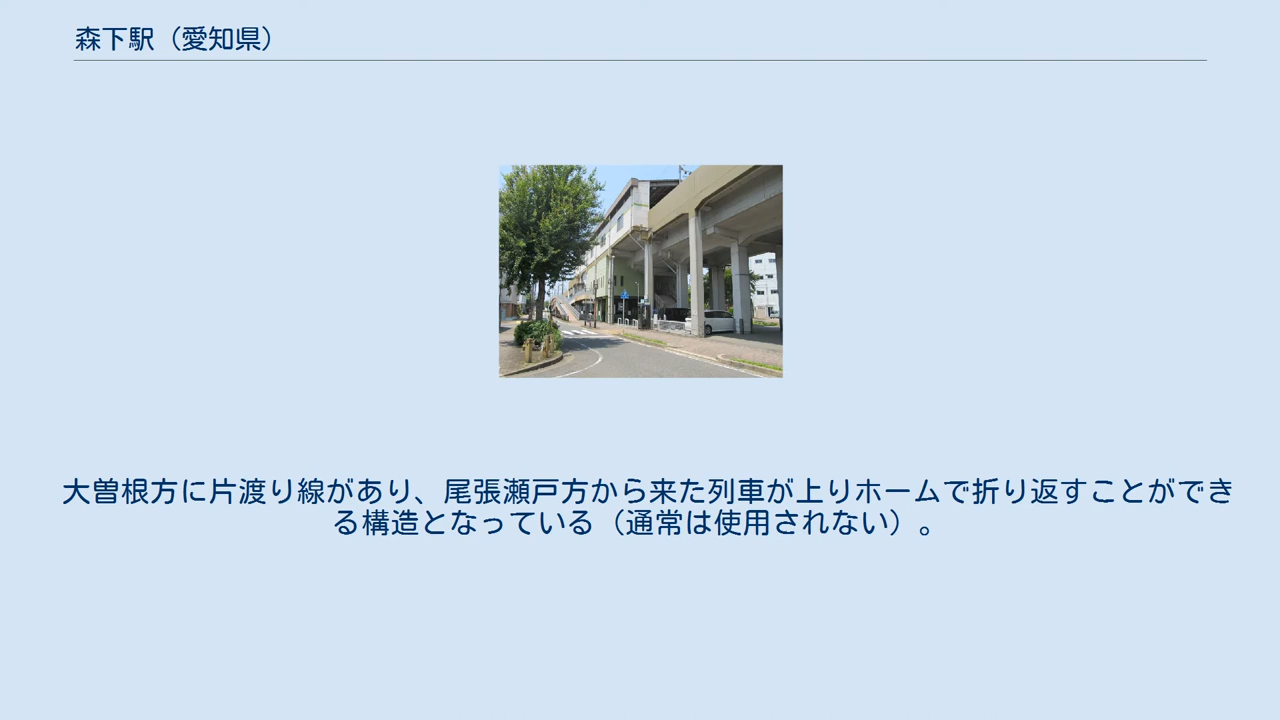 森下駅（愛知県）
大曽根方に片渡り線があり、尾張瀬戸方から来た列車が上りホームで折り返すことができ
る構造となっている（通常は使用されない）。